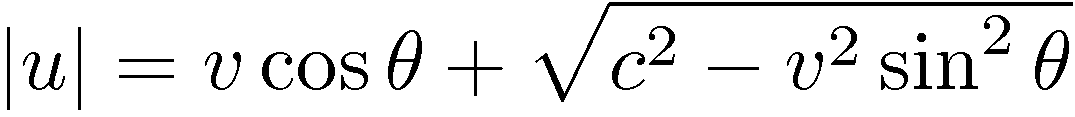 |u| = v cos θ + √(c² − v² sin² θ)